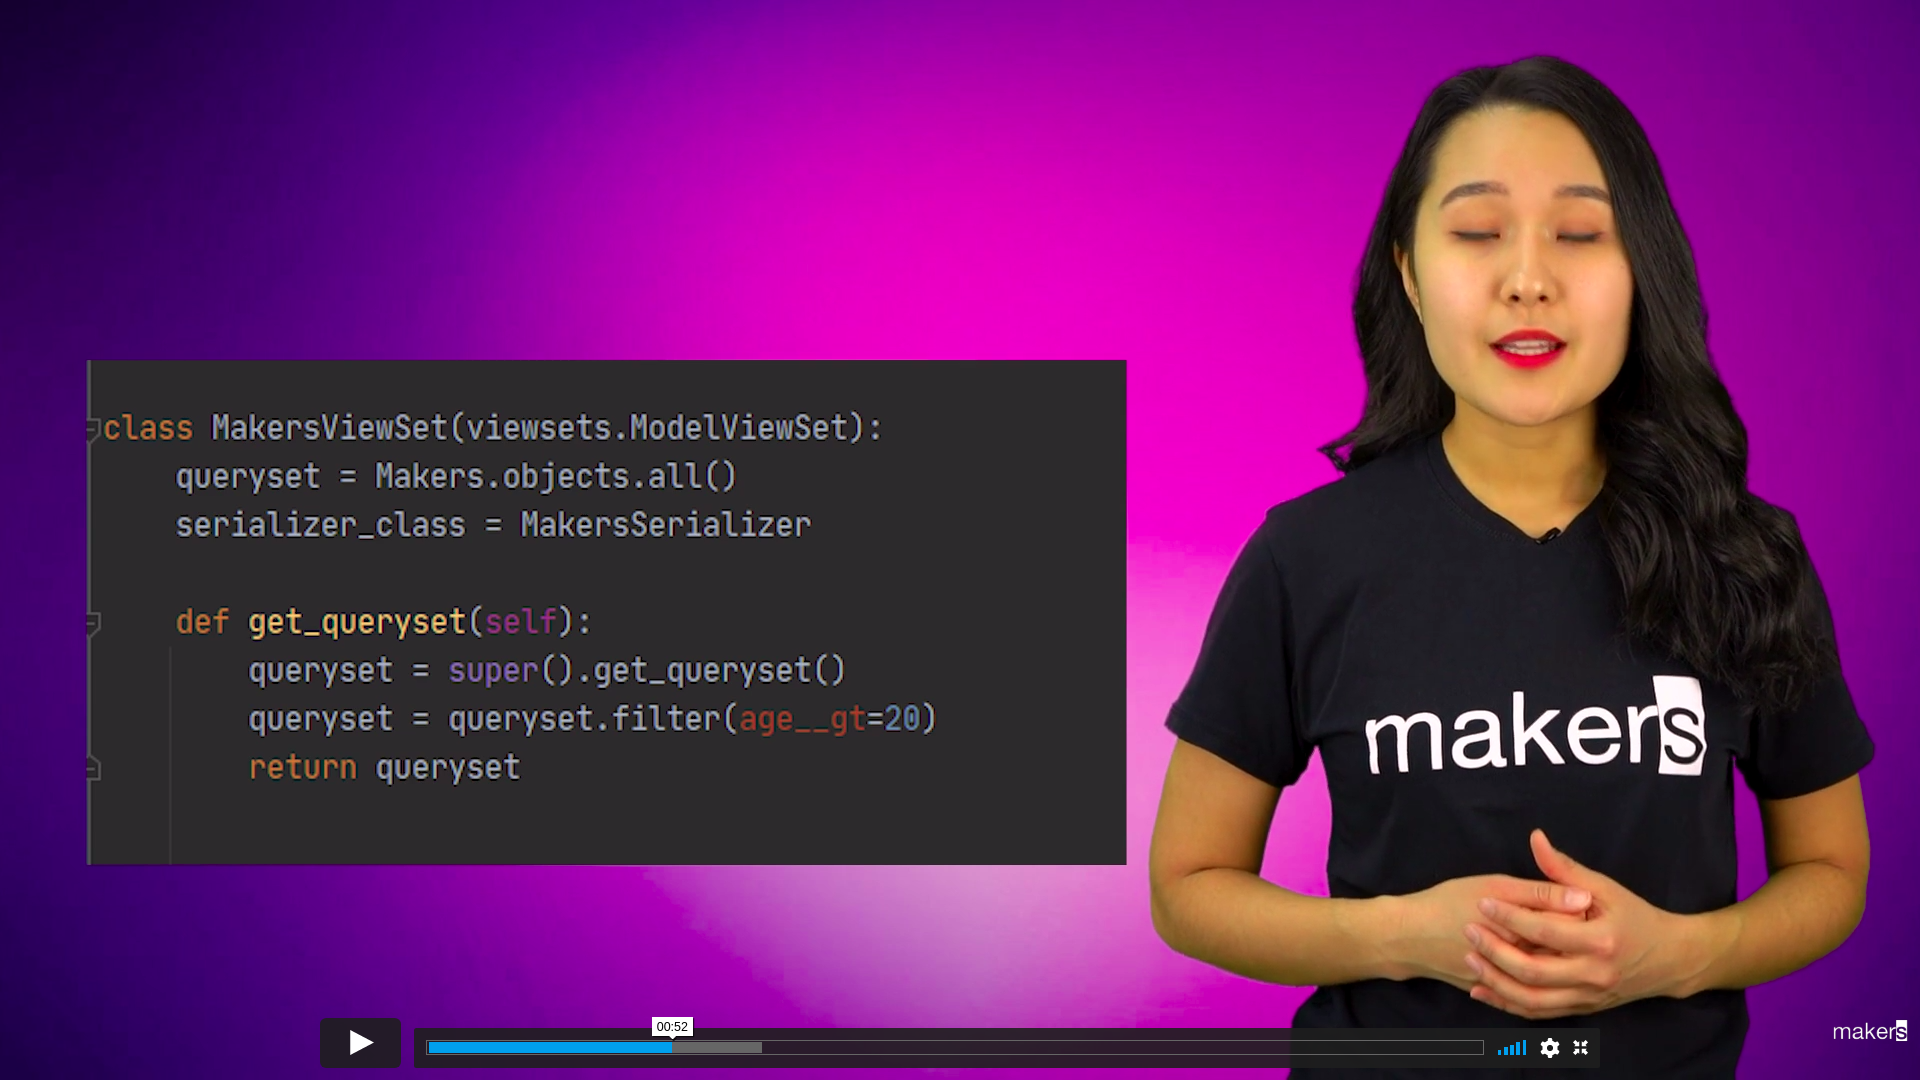 class MakersViewSet(viewsets.ModelViewSet):
queryset = Makers.objects.all()
serializer_class = MakersSerializer
def get_queryset(self):
queryset = super().get_queryset()
queryset = queryset.filter(age__gt=20)
return queryset
makers
00:52
makers